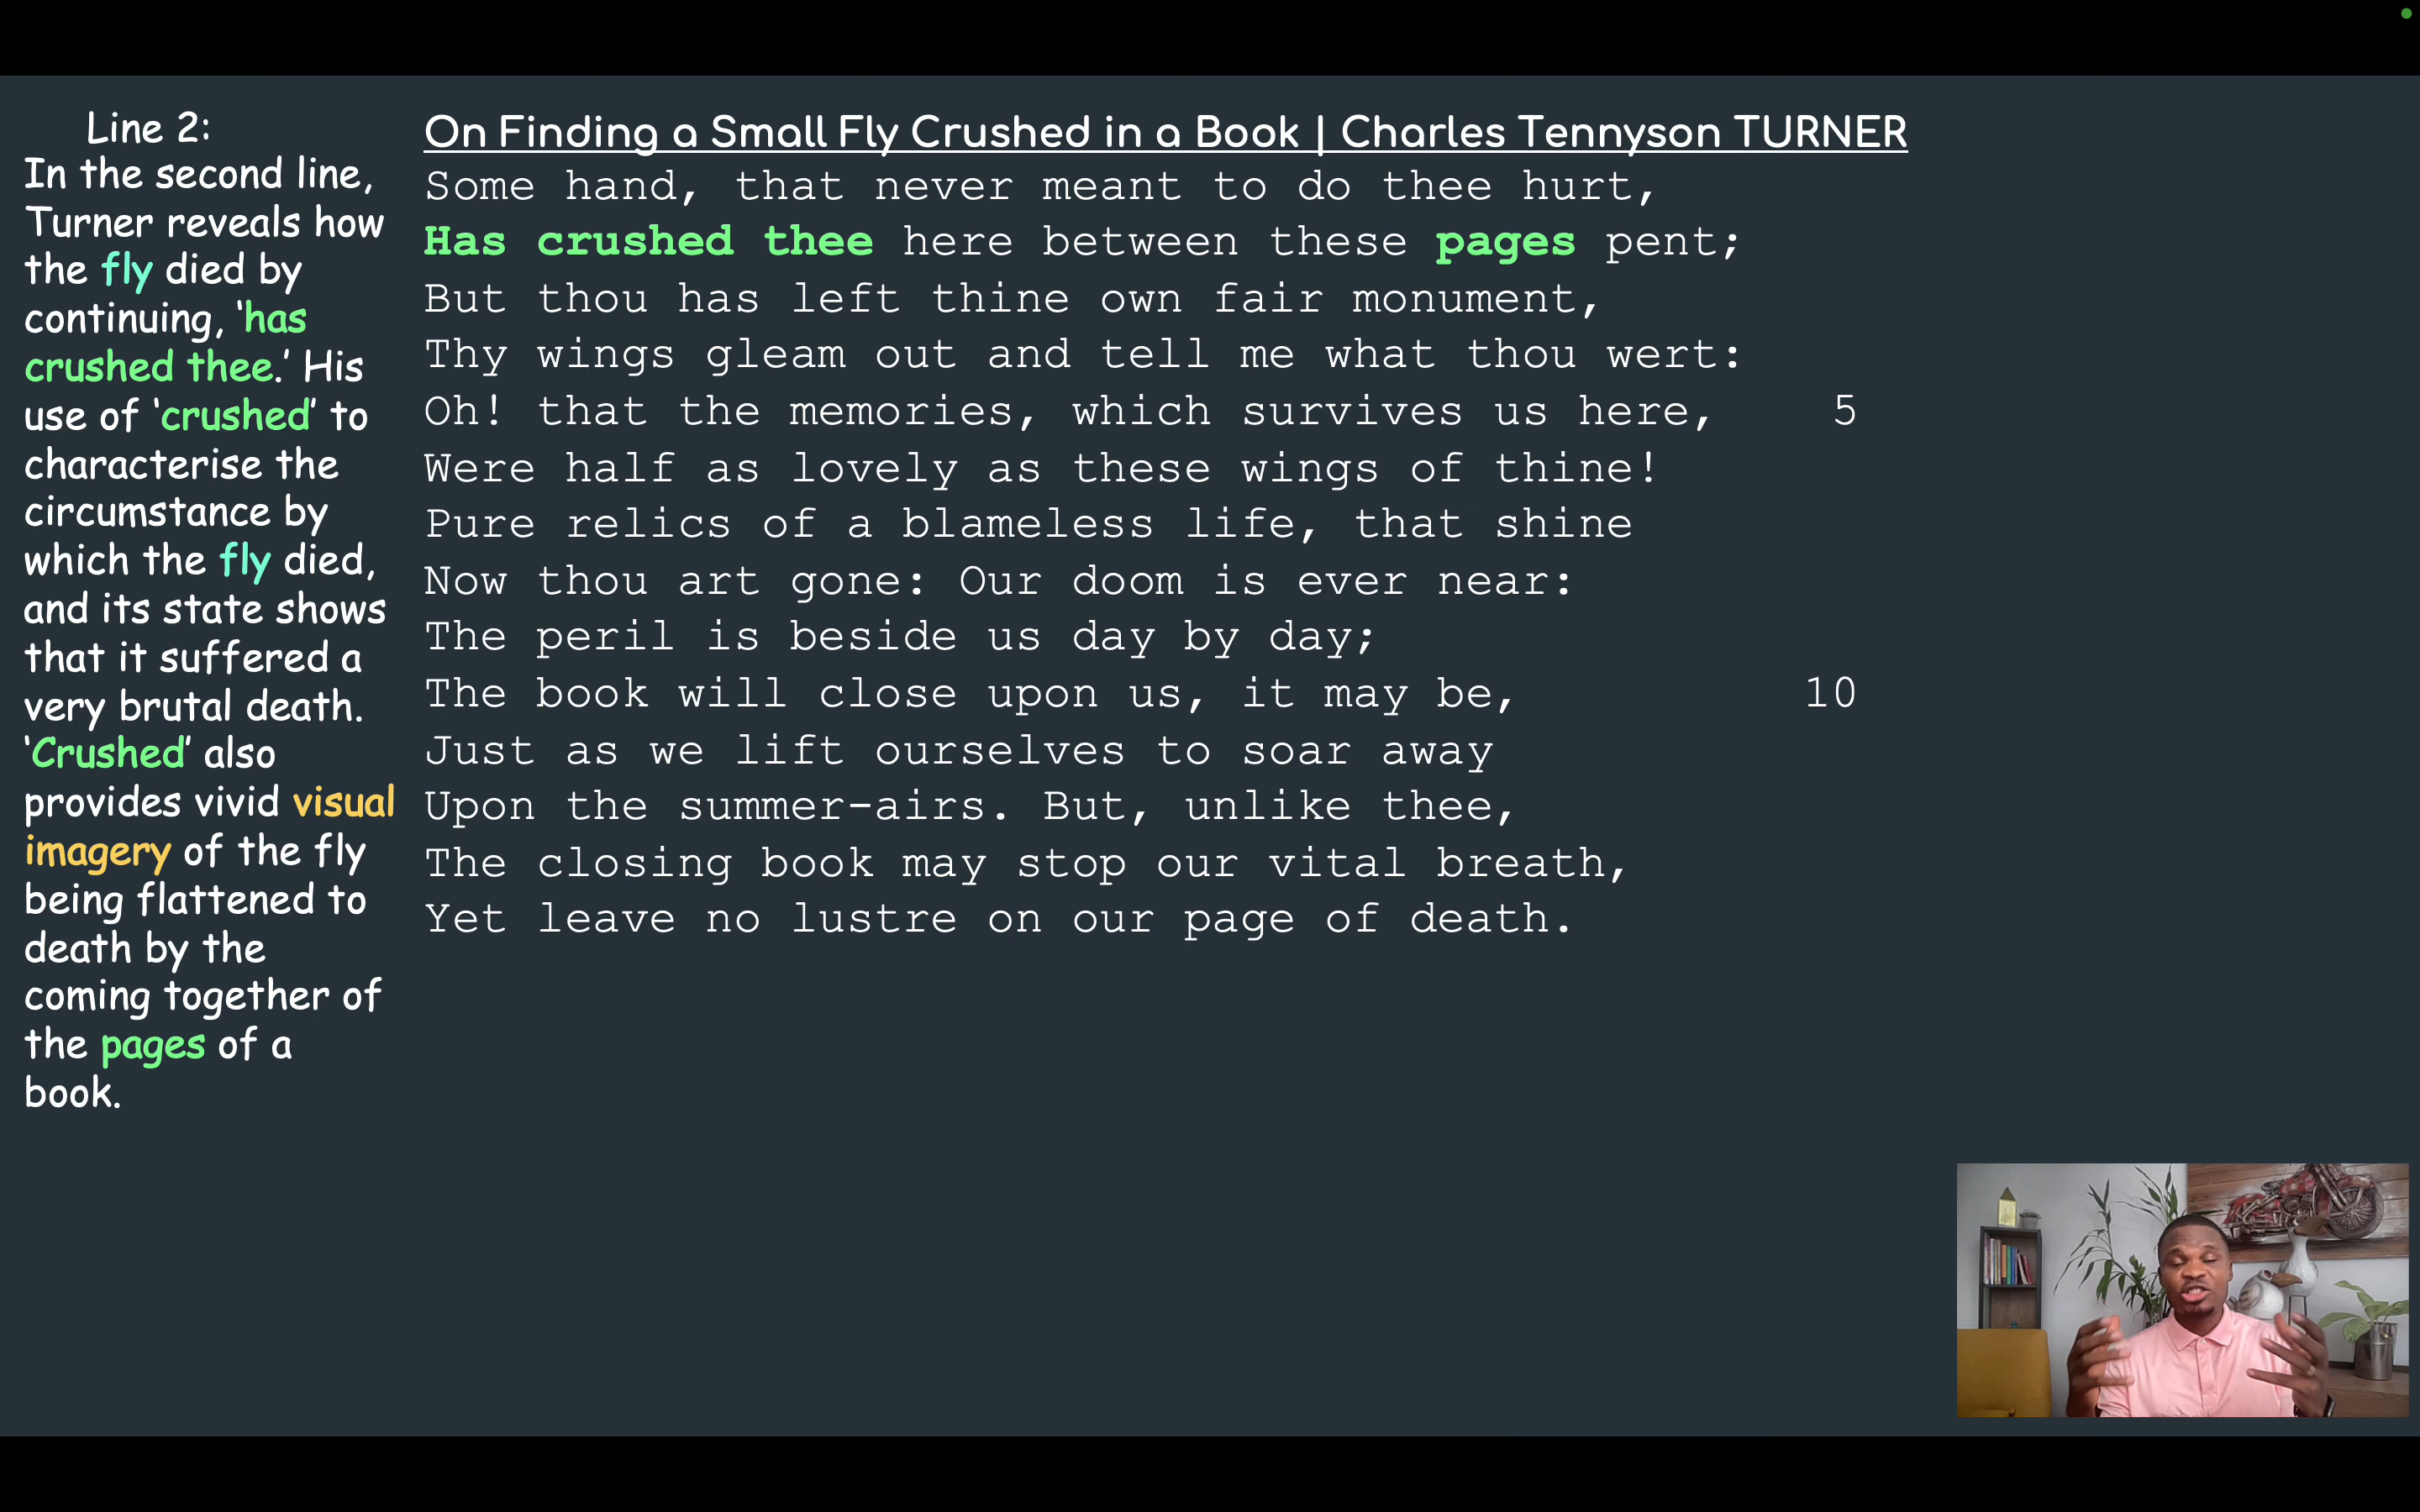 Line 2:
In the second line,
Turner reveals how
the fly died by
continuing, ‘has
crushed thee.’ His
use of ‘crushed’ to
characterise the
circumstance by
which the fly died,
and its state shows
that it suffered a
very brutal death.
‘Crushed’ also
provides vivid visual
imagery of the fly
being flattened to
death by the
coming together of
the pages of a
book.
On Finding a Small Fly Crushed in a Book | Charles Tennyson TURNER
Some hand, that never meant to do thee hurt,
Has crushed thee here between these pages pent;
But thou has left thine own fair monument,
Thy wings gleam out and tell me what thou wert:
Oh! that the memories, which survives us here, 5
Were half as lovely as these wings of thine!
Pure relics of a blameless life, that shine
Now thou art gone: Our doom is ever near:
The peril is beside us day by day;
The book will close upon us, it may be, 10
Just as we lift ourselves to soar away
Upon the summer-airs. But, unlike thee,
The closing book may stop our vital breath,
Yet leave no lustre on our page of death.